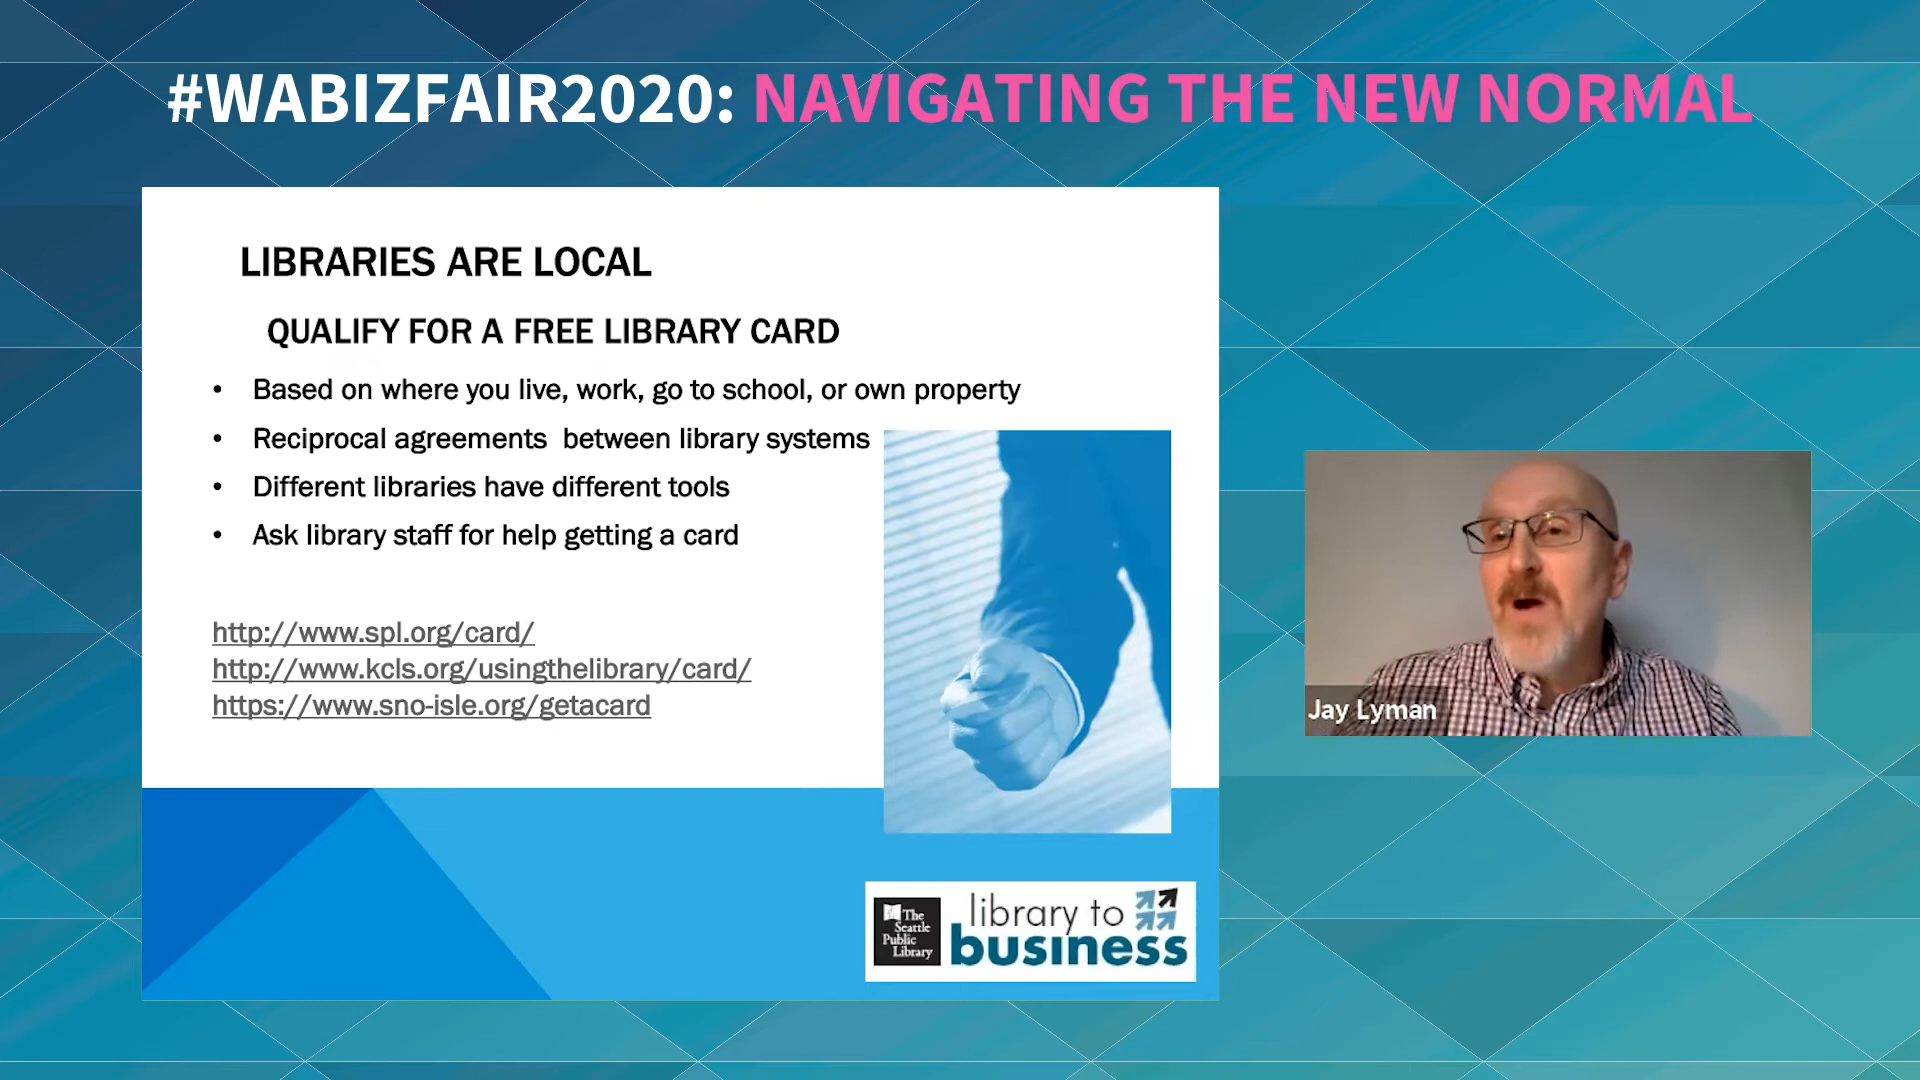 #WABIZFAIR2020: NAVIGATING THE NEW NORMAL
LIBRARIES ARE LOCAL
QUALIFY FOR A FREE LIBRARY CARD
• Based on where you live, work, go to school, or own property
• Reciprocal agreements  between library systems
• Different libraries have different tools
• Ask library staff for help getting a card
http://www.spl.org/card/
http://www.kcls.org/usingthelibrary/card/
https://www.sno-isle.org/getacard
Jay Lyman
The
Seattle
Public
Library
library to
business